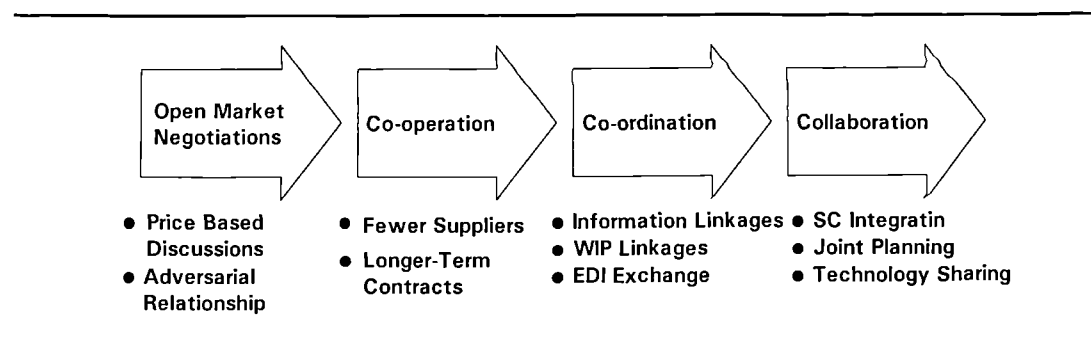 Open Market
Negotiations
Co-operation
Co-ordination
Collaboration
● Price Based
Discussions
● Adversarial
Relationship
● Fewer Suppliers
● Longer-Term
Contracts
● Information Linkages
● WIP Linkages
● EDI Exchange
● SC Integratin
● Joint Planning
● Technology Sharing